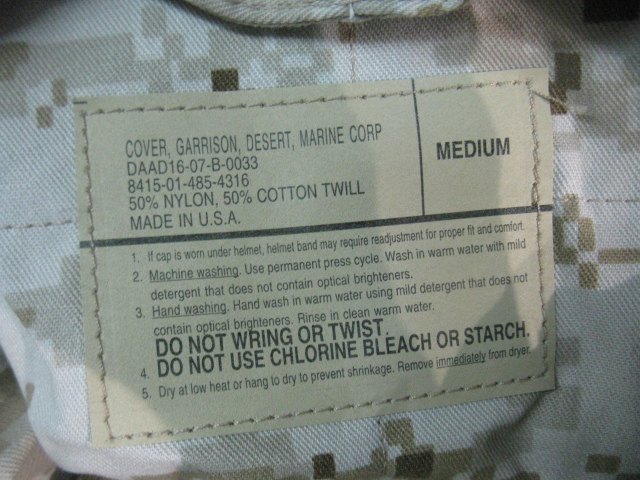 COVER, GARRISON, DESERT, MARINE CORP
DAAD16-07-B-0033
8415-01-485-4316
50% NYLON, 50% COTTON TWILL
MADE IN U.S.A.
MEDIUM
1. If cap is worn under helmet, helmet band may require readjustment for proper fit and comfort.
2. Machine washing. Use permanent press cycle. Wash in warm water with mild
detergent that does not contain optical brighteners.
3. Hand washing. Hand wash in warm water using mild detergent that does not
contain optical brighteners. Rinse in clean warm water.
DO NOT WRING OR TWIST.
4. DO NOT USE CHLORINE BLEACH OR STARCH.
5. Dry at low heat or hang to dry to prevent shrinkage. Remove immediately from dryer.